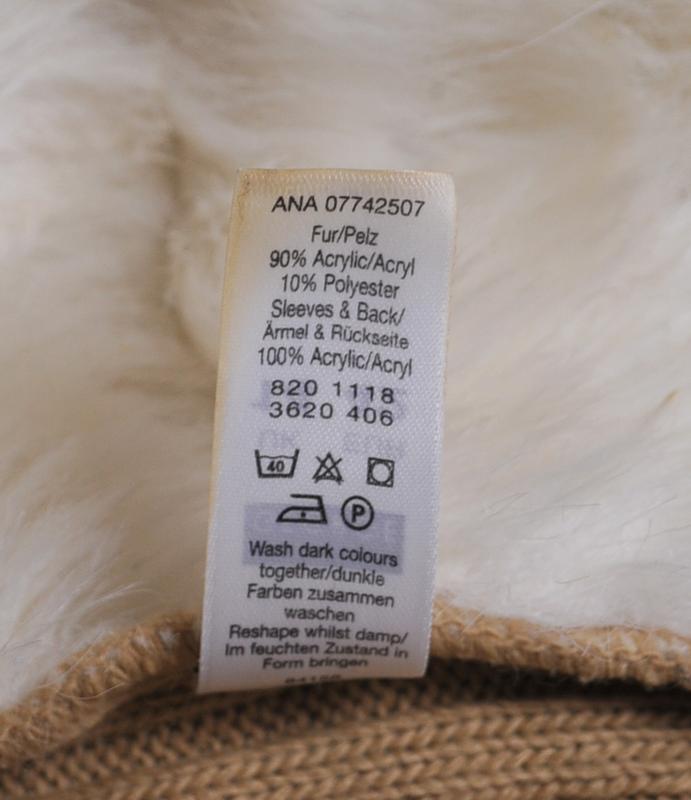 ANA 07742507
Fur/Pelz
90% Acrylic/Acryl
10% Polyester
Sleeves & Back/
Ärmel & Rückseite
100% Acrylic/Acryl
820 1118
3620 406
40
P
Wash dark colours
together/dunkle
Farben zusammen
waschen
Reshape whilst damp/
Im feuchten Zustand in
Form bringen